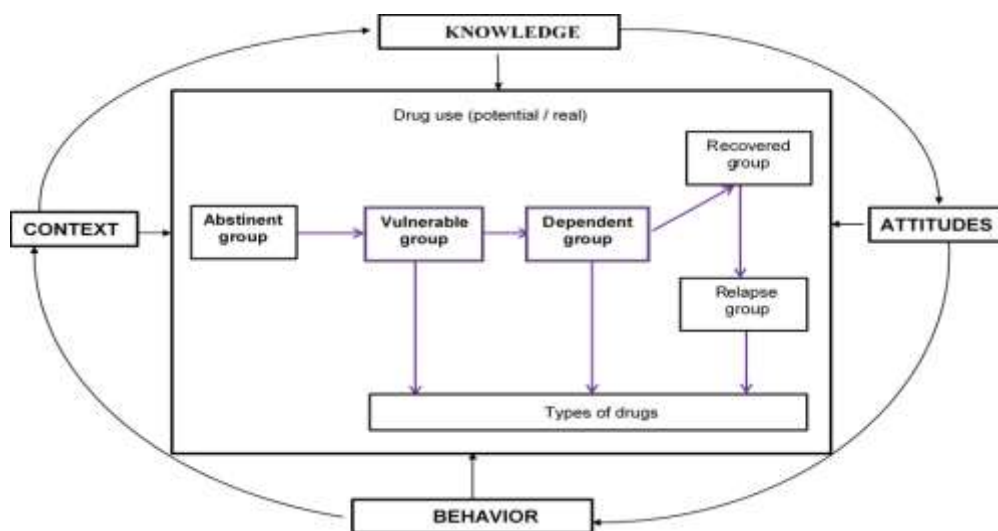 KNOWLEDGE
Drug use (potential / real)
Recovered
group
Abstinent
group
Vulnerable
group
Dependent
group
CONTEXT
ATTITUDES
Relapse
group
Types of drugs
BEHAVIOR